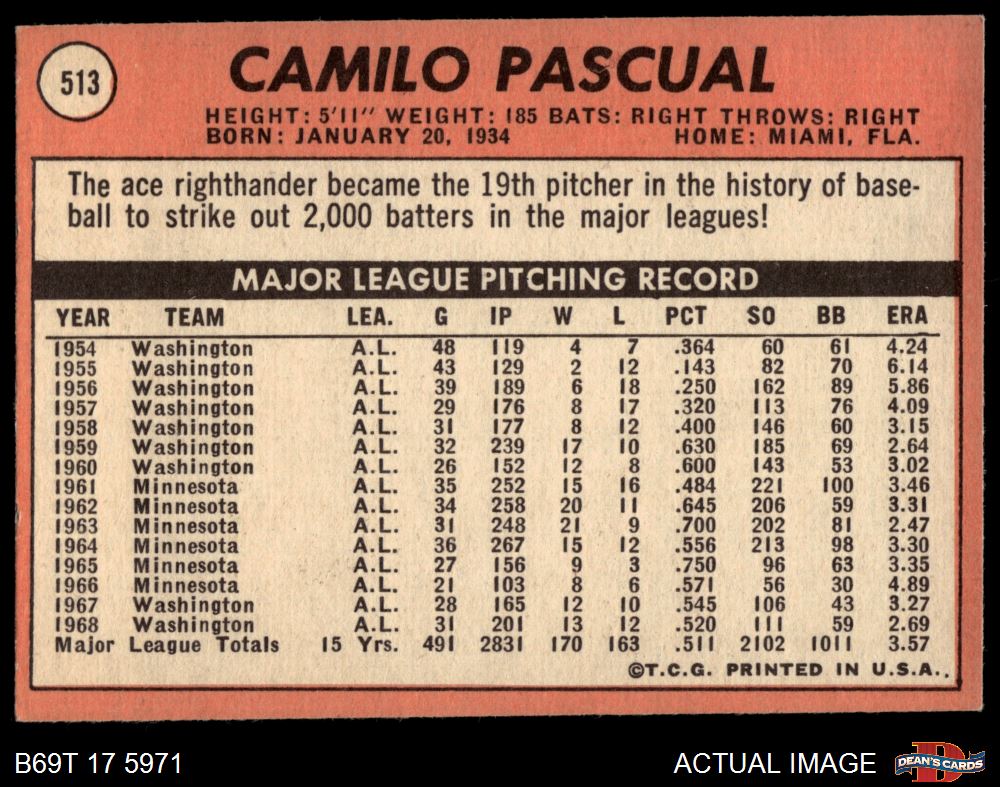 513
CAMILO PASCUAL
HEIGHT: 5'11" WEIGHT: 185 BATS: RIGHT THROWS: RIGHT
BORN: JANUARY 20, 1934 HOME: MIAMI, FLA.
The ace righthander became the 19th pitcher in the history of base-
ball to strike out 2,000 batters in the major leagues!
MAJOR LEAGUE PITCHING RECORD
YEAR TEAM LEA. G IP W L PCT SO BB ERA
1954 Washington A.L. 48 119 4 7 .364 60 61 4.24
1955 Washington A.L. 43 129 2 12 .143 82 70 6.14
1956 Washington A.L. 39 189 6 18 .250 162 89 5.86
1957 Washington A.L. 29 176 8 17 .320 113 76 4.09
1958 Washington A.L. 31 177 8 12 .400 146 60 3.15
1959 Washington A.L. 32 239 17 10 .630 185 69 2.64
1960 Washington A.L. 26 152 12 8 .600 143 53 3.02
1961 Minnesota A.L. 35 252 15 16 .484 221 100 3.46
1962 Minnesota A.L. 34 258 20 11 .645 206 59 3.31
1963 Minnesota A.L. 31 248 21 9 .700 202 81 2.47
1964 Minnesota A.L. 36 267 15 12 .556 213 98 3.30
1965 Minnesota A.L. 27 156 9 3 .750 96 63 3.35
1966 Minnesota A.L. 21 103 8 6 .571 56 30 4.89
1967 Washington A.L. 28 165 12 10 .545 106 43 3.27
1968 Washington A.L. 31 201 13 12 .520 111 59 2.69
Major League Totals 15 Yrs. 491 2831 170 163 .511 2102 1011 3.57
©T.C.G. PRINTED IN U.S.A.
B69T 17 5971 ACTUAL IMAGE
D
DEAN'S CARDS